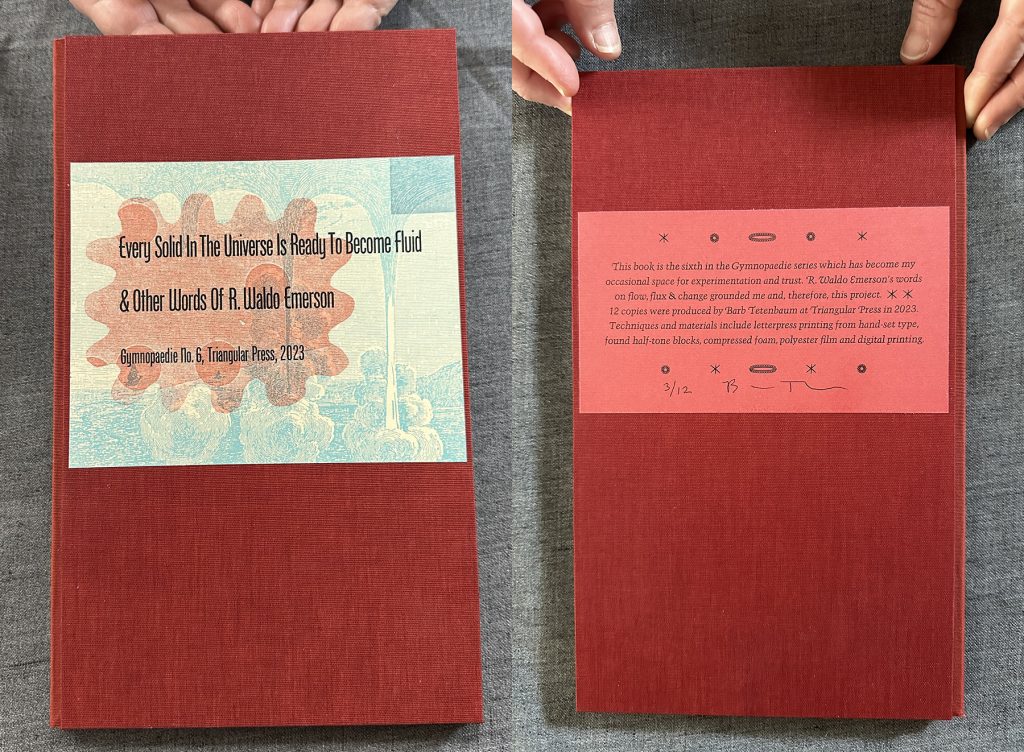 Every Solid In The Universe Is Ready To Become Fluid
& Other Words Of R. Waldo Emerson
Gymnopaedie No. 6, Triangular Press, 2023
This book is the sixth in the Gymnopaedie series which has become my
occasional space for experimentation and trust. R. Waldo Emerson's words
on flow, flux & change grounded me and, therefore, this project.
12 copies were produced by Barb Tetenbaum at Triangular Press in 2023.
Techniques and materials include letterpress printing from hand-set type,
found half-tone blocks, compressed foam, polyester film and digital printing.
3/12